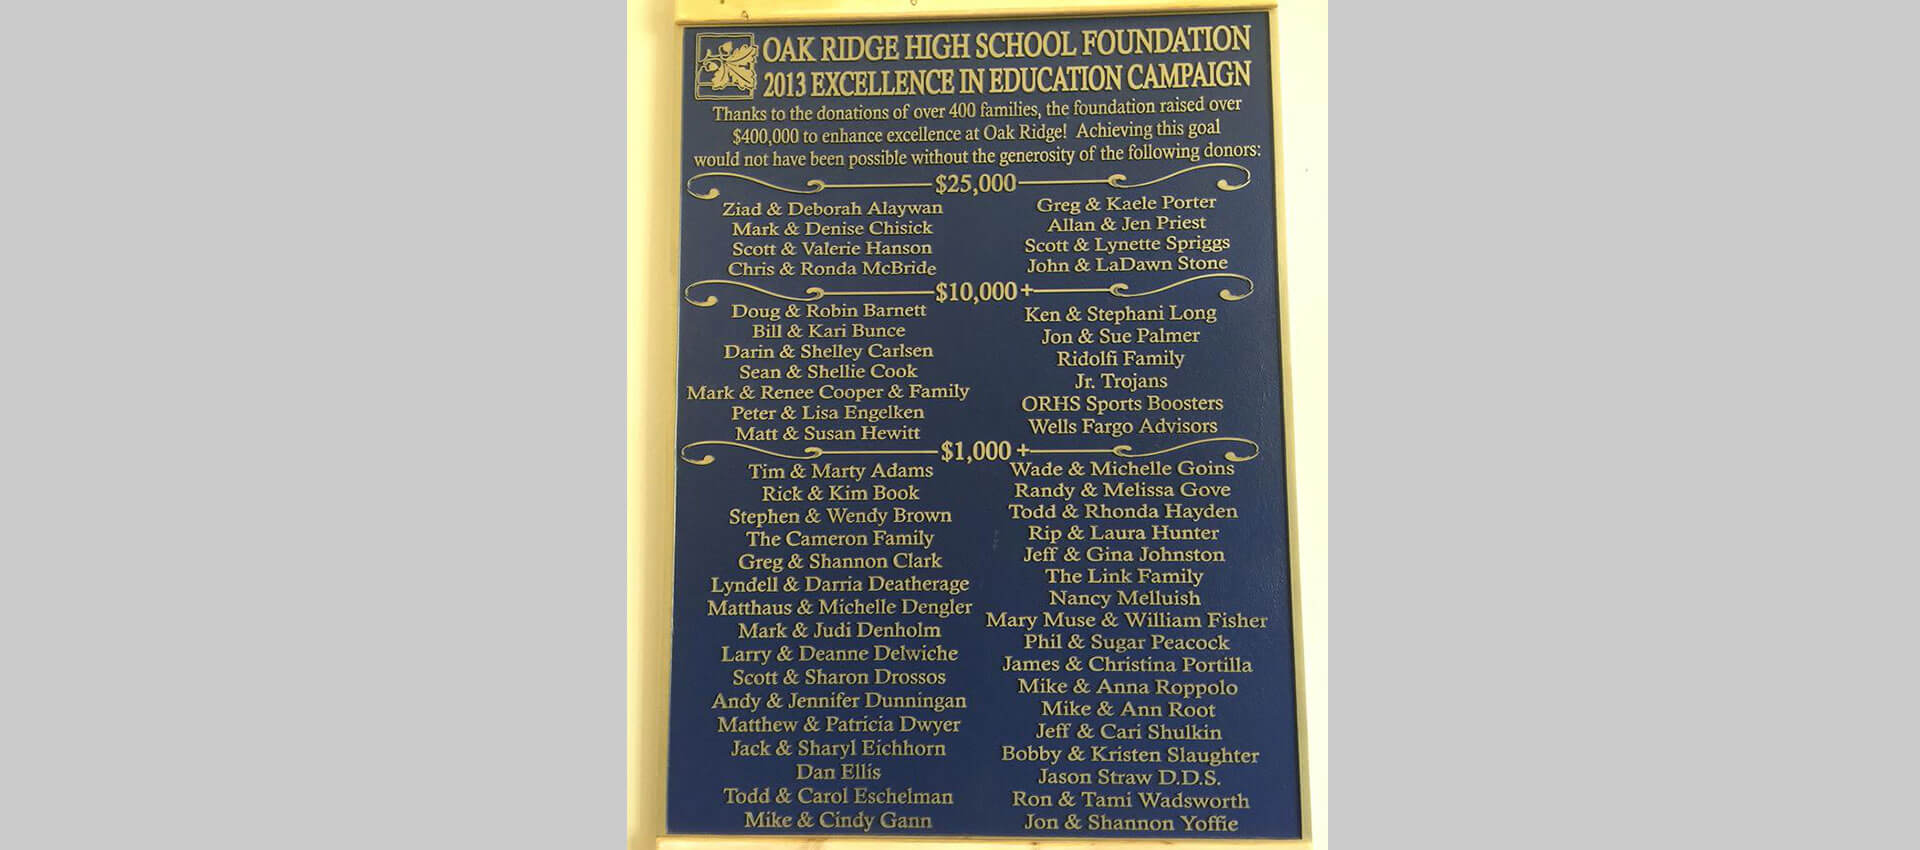 OAK RIDGE HIGH SCHOOL FOUNDATION
2013 EXCELLENCE IN EDUCATION CAMPAIGN
Thanks to the donations of over 400 families, the foundation raised over
$400,000 to enhance excellence at Oak Ridge! Achieving this goal
would not have been possible without the generosity of the following donors:
$25,000
Ziad & Deborah Alaywan
Mark & Denise Chisick
Scott & Valerie Hanson
Chris & Ronda McBride
Greg & Kaele Porter
Allan & Jen Priest
Scott & Lynette Spriggs
John & LaDawn Stone
$10,000 +
Doug & Robin Barnett
Bill & Kari Bunce
Darin & Shelley Carlsen
Sean & Shellie Cook
Mark & Renee Cooper & Family
Peter & Lisa Engelken
Matt & Susan Hewitt
Ken & Stephani Long
Jon & Sue Palmer
Ridolfi Family
Jr. Trojans
ORHS Sports Boosters
Wells Fargo Advisors
$1,000 +
Tim & Marty Adams
Rick & Kim Book
Stephen & Wendy Brown
The Cameron Family
Greg & Shannon Clark
Lyndell & Darria Deatherage
Matthaus & Michelle Dengler
Mark & Judi Denholm
Larry & Deanne Delwiche
Scott & Sharon Drossos
Andy & Jennifer Dunningan
Matthew & Patricia Dwyer
Jack & Sharyl Eichhorn
Dan Ellis
Todd & Carol Eschelman
Mike & Cindy Gann
Wade & Michelle Goins
Randy & Melissa Gove
Todd & Rhonda Hayden
Rip & Laura Hunter
Jeff & Gina Johnston
The Link Family
Nancy Melluish
Mary Muse & William Fisher
Phil & Sugar Peacock
James & Christina Portilla
Mike & Anna Roppolo
Mike & Ann Root
Jeff & Cari Shulkin
Bobby & Kristen Slaughter
Jason Straw D.D.S.
Ron & Tami Wadsworth
Jon & Shannon Yoffie